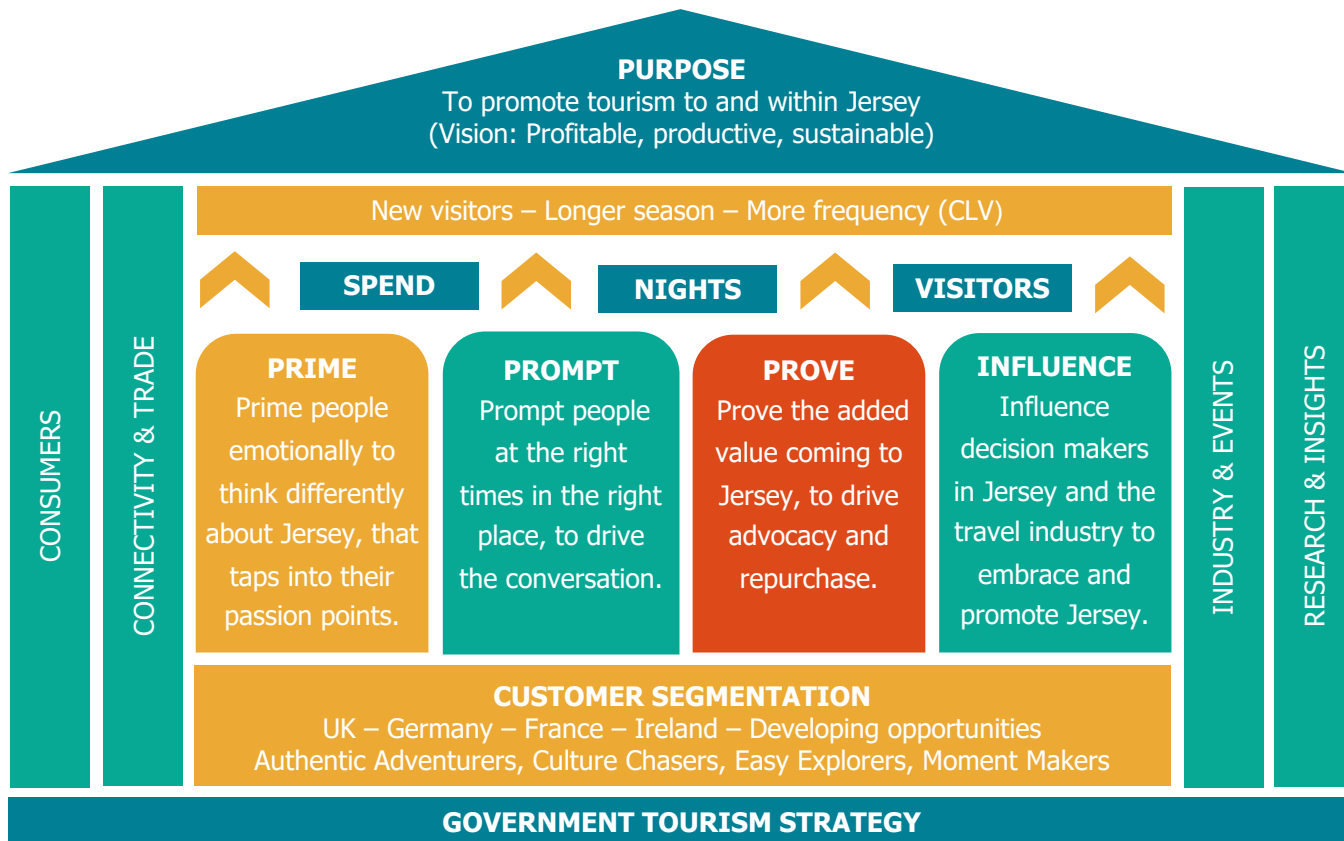 PURPOSE
To promote tourism to and within Jersey
(Vision: Profitable, productive, sustainable)
CONSUMERS
CONNECTIVITY & TRADE
New visitors – Longer season – More frequency (CLV)
SPEND
NIGHTS
VISITORS
PRIME
Prime people
emotionally to
think differently
about Jersey, that
taps into their
passion points.
PROMPT
Prompt people
at the right
times in the right
place, to drive
the conversation.
PROVE
Prove the added
value coming to
Jersey, to drive
advocacy and
repurchase.
INFLUENCE
Influence
decision makers
in Jersey and the
travel industry to
embrace and
promote Jersey.
INDUSTRY & EVENTS
RESEARCH & INSIGHTS
CUSTOMER SEGMENTATION
UK – Germany – France – Ireland – Developing opportunities
Authentic Adventurers, Culture Chasers, Easy Explorers, Moment Makers
GOVERNMENT TOURISM STRATEGY